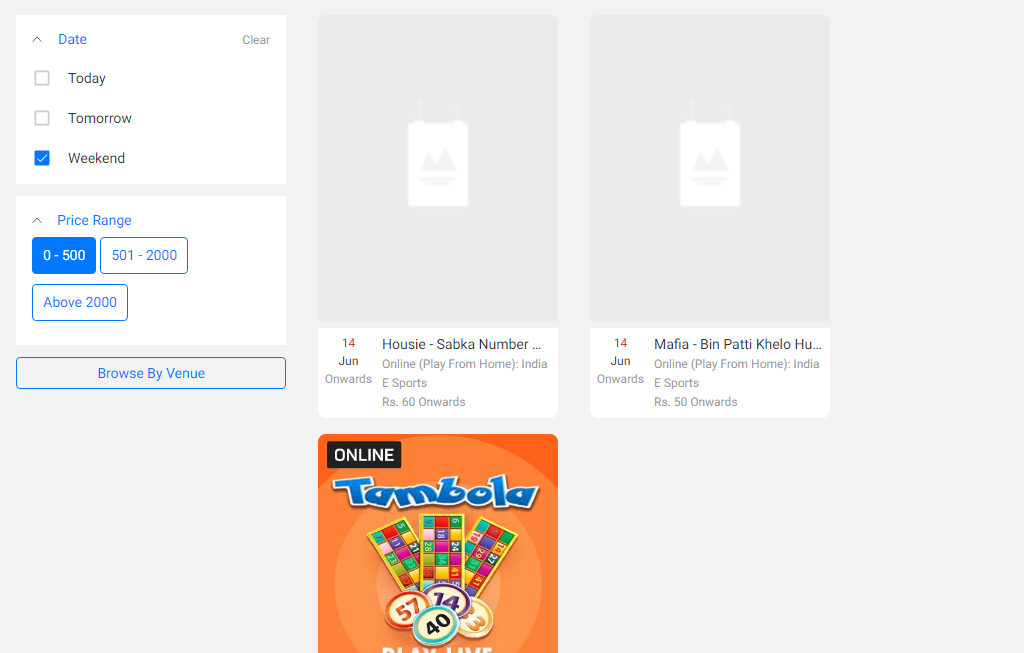 Date
Clear
Today
Tomorrow
Weekend
Price Range
0 - 500
501 - 2000
Above 2000
Browse By Venue
14
Jun
Onwards
Housie - Sabka Number ...
Online (Play From Home): India
E Sports
Rs. 60 Onwards
14
Jun
Onwards
Mafia - Bin Patti Khelo Hu...
Online (Play From Home): India
E Sports
Rs. 50 Onwards
ONLINE
Tambola
57
14
40
PLAY LIVE